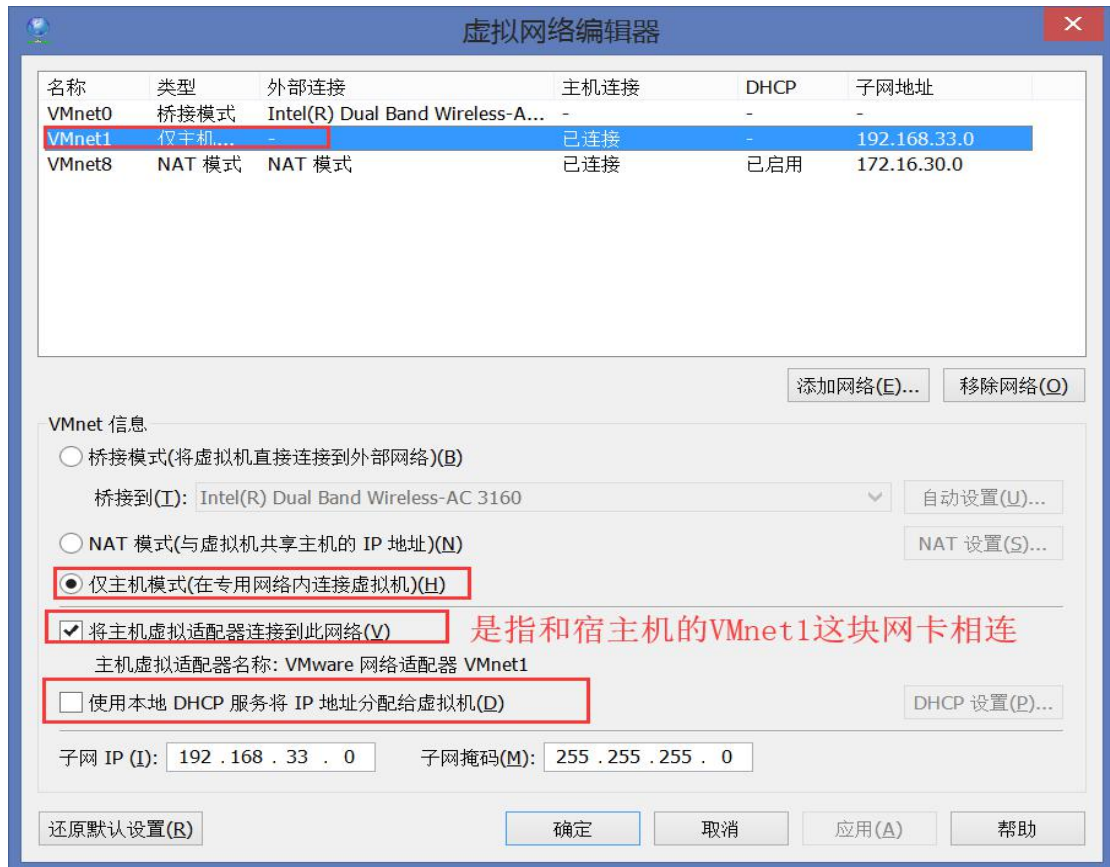 虚拟网络编辑器
名称 类型 外部连接 主机连接 DHCP 子网地址
VMnet0 桥接模式 Intel(R) Dual Band Wireless-A... - - -
VMnet1 仅主机... - 已连接 - 192.168.33.0
VMnet8 NAT 模式 NAT 模式 已连接 已启用 172.16.30.0
添加网络(E)... 移除网络(O)
VMnet 信息
桥接模式(将虚拟机直接连接到外部网络)(B)
桥接到(T): Intel(R) Dual Band Wireless-AC 3160 自动设置(U)...
NAT 模式(与虚拟机共享主机的 IP 地址)(N) NAT 设置(S)...
仅主机模式(在专用网络内连接虚拟机)(H)
将主机虚拟适配器连接到此网络(V) 是指和宿主机的VMnet1这块网卡相连
主机虚拟适配器名称: VMware 网络适配器 VMnet1
使用本地 DHCP 服务将 IP 地址分配给虚拟机(D) DHCP 设置(P)...
子网 IP (I): 192 . 168 . 33 . 0 子网掩码(M): 255 . 255 . 255 . 0
还原默认设置(R) 确定 取消 应用(A) 帮助